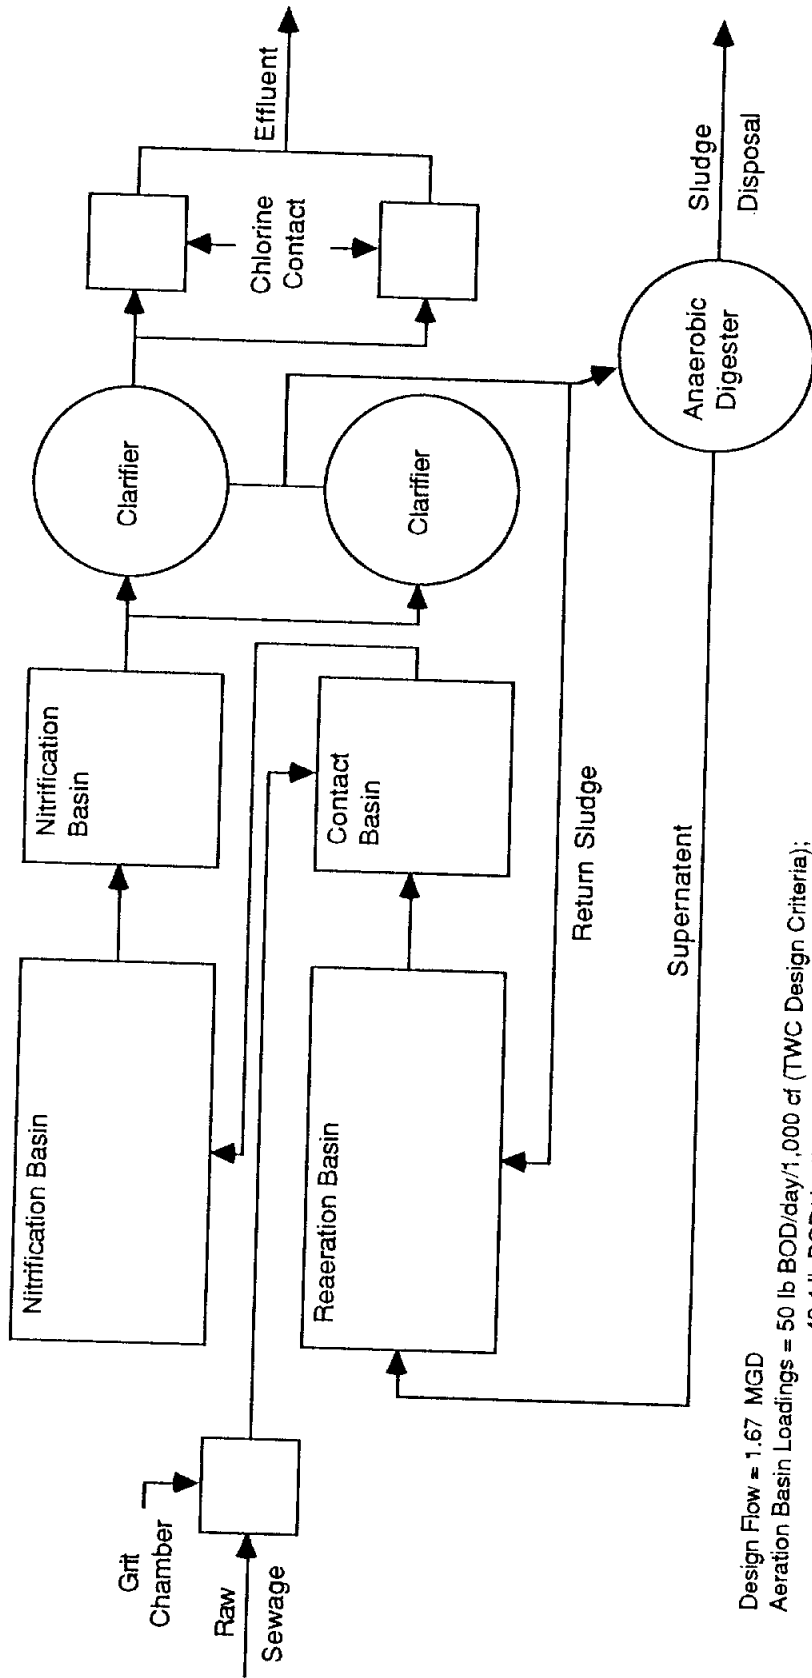 Raw
Sewage
Grit
Chamber
Nitrification Basin
Nitrification
Basin
Reaeration Basin
Contact
Basin
Clarifier
Clarifier
Chlorine
Contact
Effluent
Return Sludge
Supernatent
Anaerobic
Digester
Sludge
Disposal
Design Flow = 1.67 MGD
Aeration Basin Loadings = 50 lb BOD/day/1,000 cf (TWC Design Criteria);